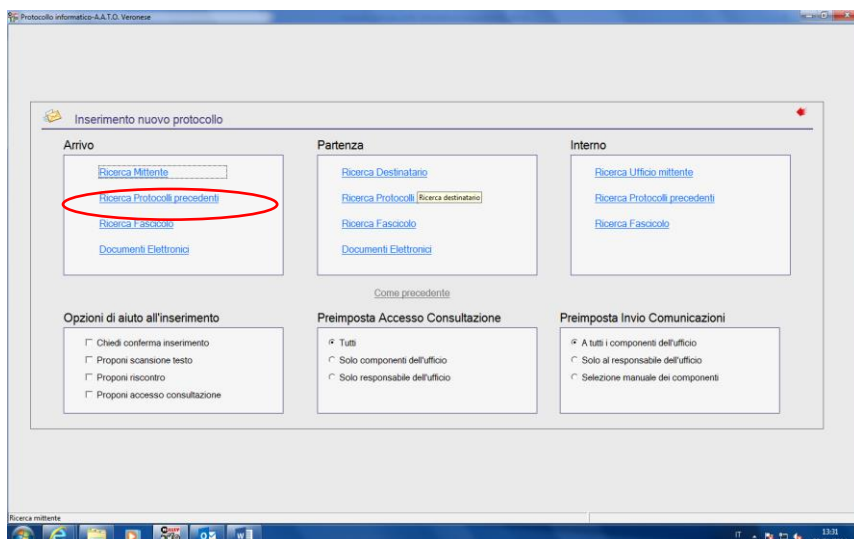 Protocollo informatico-A.A.T.O. Veronese
Inserimento nuovo protocollo
Arrivo
Ricerca Mittente
Ricerca Protocolli precedenti
Ricerca Fascicolo
Documenti Elettronici
Partenza
Ricerca Destinatario
Ricerca Protocolli
Ricerca destinatario
Ricerca Fascicolo
Documenti Elettronici
Interno
Ricerca Ufficio mittente
Ricerca Protocolli precedenti
Ricerca Fascicolo
Come precedente
Opzioni di aiuto all'inserimento
Chiedi conferma inserimento
Proponi scansione testo
Proponi riscontro
Proponi accesso consultazione
Preimposta Accesso Consultazione
Tutti
Solo componenti dell'ufficio
Solo responsabile dell'ufficio
Preimposta Invio Comunicazioni
A tutti i componenti dell'ufficio
Solo al responsabile dell'ufficio
Selezione manuale dei componenti
Ricerca mittente
IT
13:31